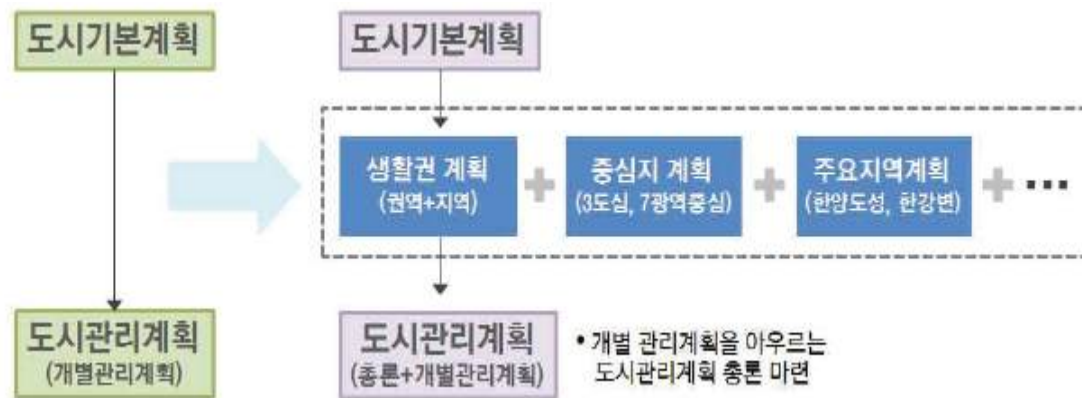 도시기본계획
도시기본계획
생활권 계획
(권역+지역)
+
중심지 계획
(3도심, 7광역중심)
+
주요지역계획
(한양도성, 한강변)
+ ⋯
도시관리계획
(개별관리계획)
도시관리계획
(총론+개별관리계획)
• 개별 관리계획을 아우르는
도시관리계획 총론 마련